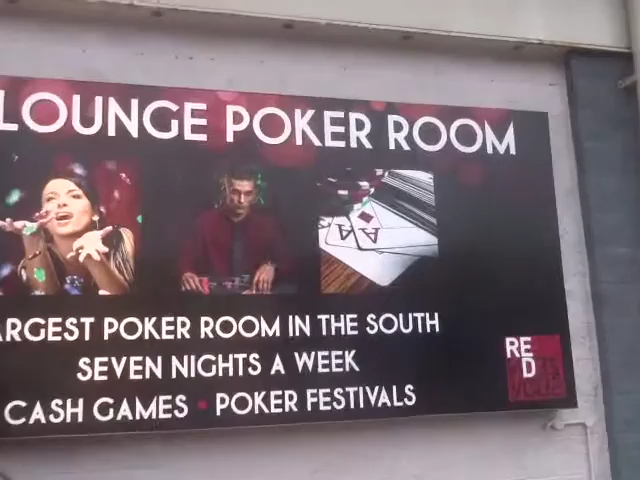 LOUNGE POKER ROOM
A A
ARGEST POKER ROOM IN THE SOUTH
SEVEN NIGHTS A WEEK
CASH GAMES • POKER FESTIVALS
RE
D